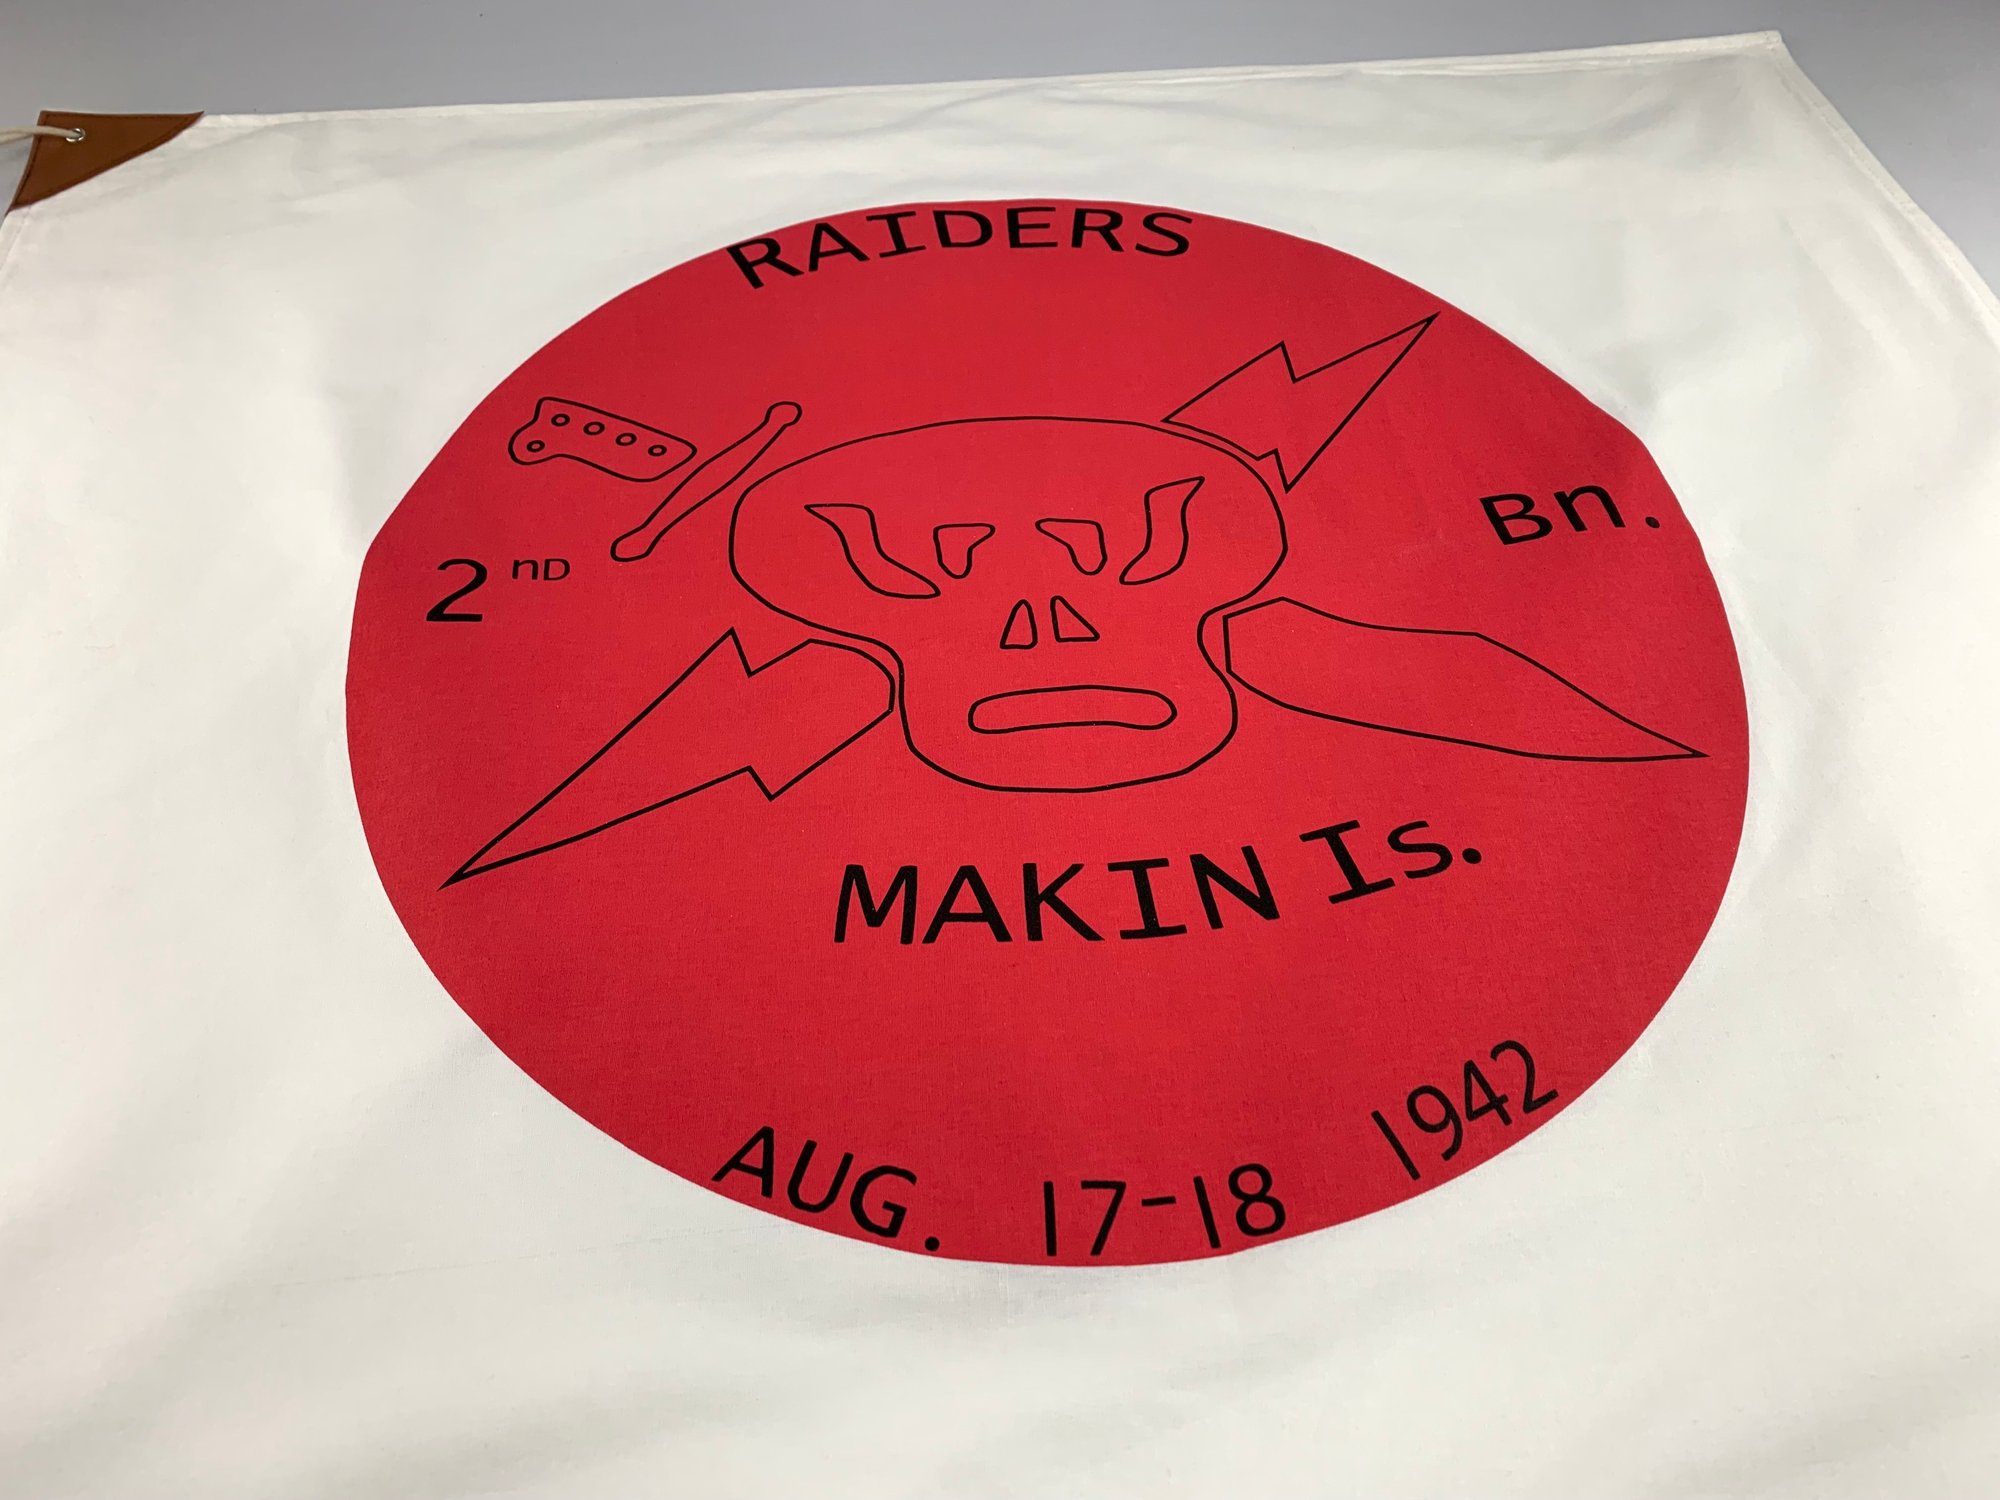 RAIDERS
2nD Bn.
MAKIN Is.
AUG. 17-18 1942